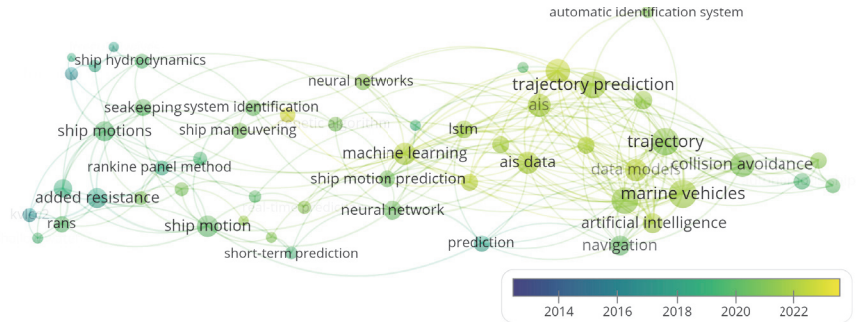 automatic identification system
ship hydrodynamics
neural networks
trajectory prediction
ais
seakeeping
system identification
ship motions
ship maneuvering
lstm
trajectory
machine learning
ais data
rankine panel method
data models
collision avoidance
ship motion prediction
added resistance
marine vehicles
neural network
rans
ship motion
artificial intelligence
prediction
navigation
short-term prediction
2014
2016
2018
2020
2022